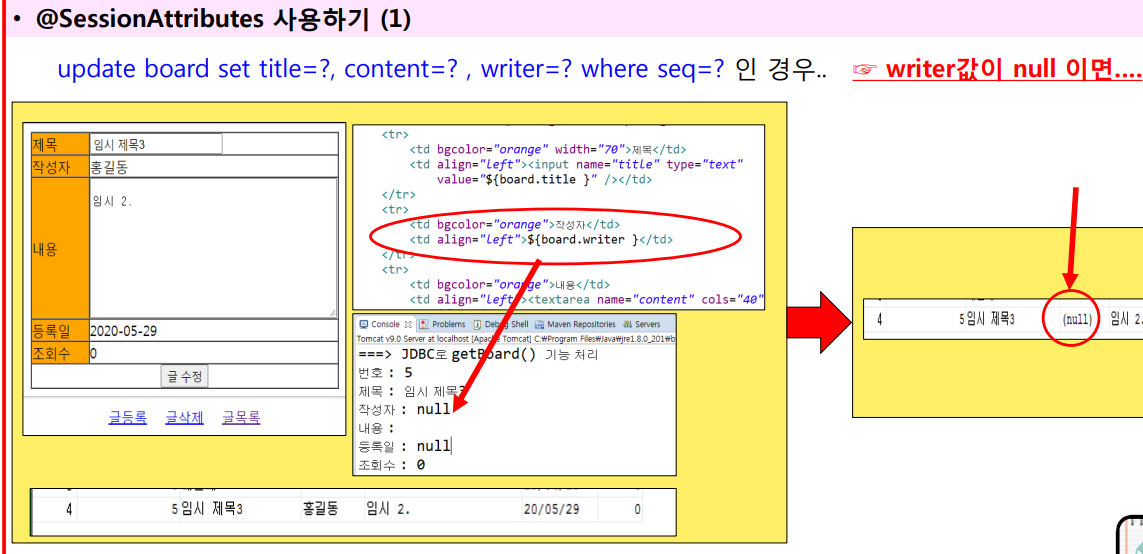 • @SessionAttributes 사용하기 (1)
update board set title=?, content=? , writer=? where seq=? 인 경우.. ☞ writer값이 null 이면....
제목 임시 제목3
작성자 홍길동
내용 임시 2.
등록일 2020-05-29
조회수 0
글 수정
글등록 글삭제 글목록
<tr>
<td bgcolor="orange" width="70">제목</td>
<td align="left"><input name="title" type="text"
value="${board.title }" /></td>
</tr>
<tr>
<td bgcolor="orange">작성자</td>
<td align="left">${board.writer }</td>
</tr>
<tr>
<td bgcolor="orange">내용</td>
<td align="left"><textarea name="content" cols="40"
Console Problems Debug Shell Maven Repositories Servers
Tomcat v9.0 Server at localhost [Apache Tomcat] C:₩Program Files₩Java₩jre1.8.0_201₩b
===> JDBC로 getBoard() 기능 처리
번호 : 5
제목 : 임시 제목3
작성자 : null
내용 :
등록일 : null
조회수 : 0
4 5 임시 제목3 홍길동 임시 2. 20/05/29 0
4 5 임시 제목3 (null) 임시 2.